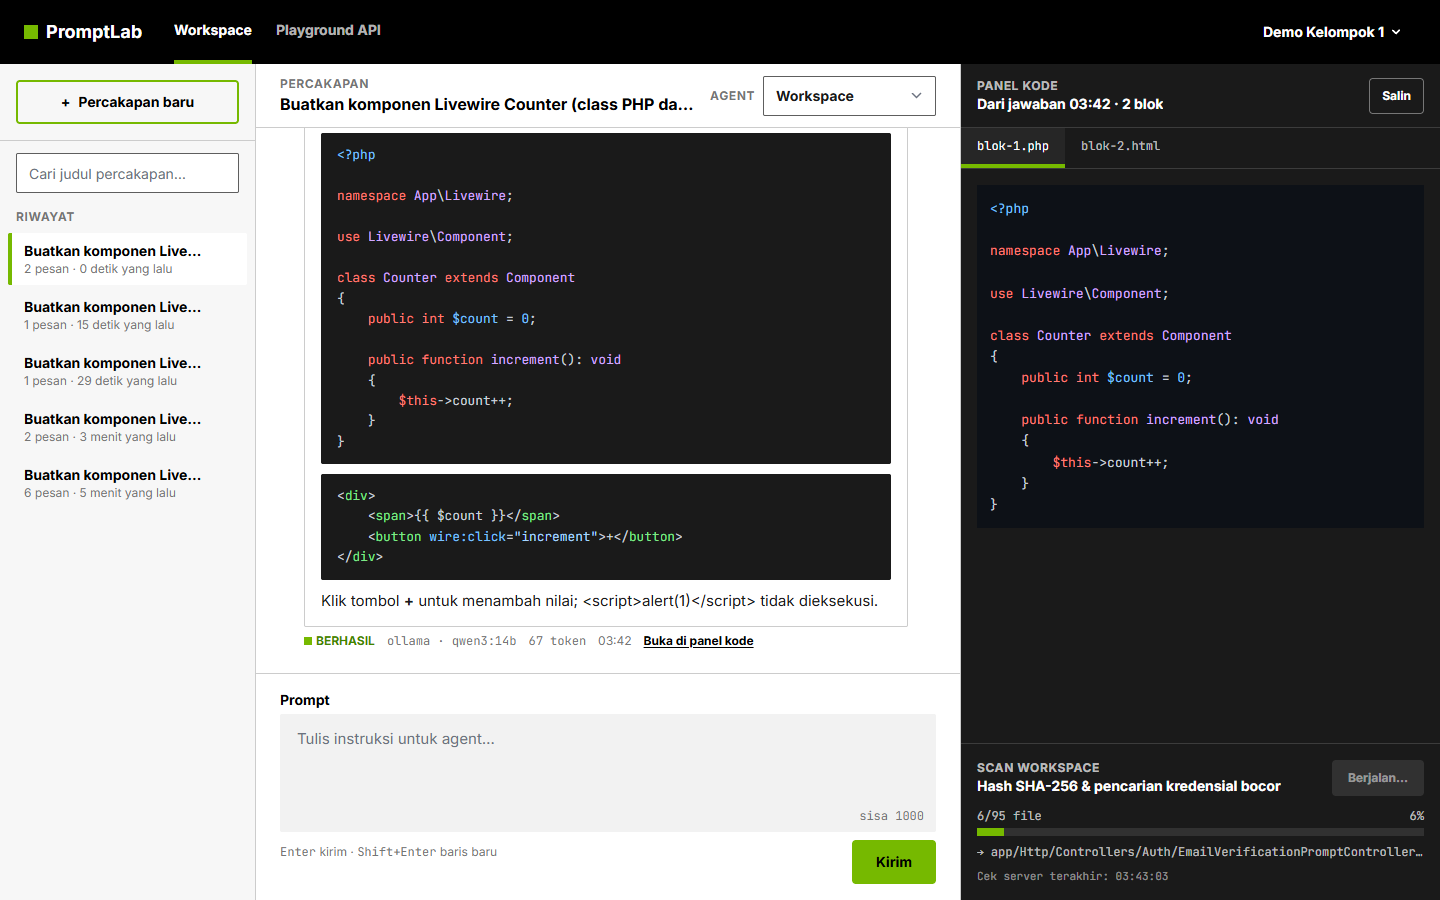 PromptLab
Workspace
Playground API
Demo Kelompok 1
+ Percakapan baru
Cari judul percakapan...
RIWAYAT
Buatkan komponen Live...
2 pesan · 0 detik yang lalu
Buatkan komponen Live...
1 pesan · 15 detik yang lalu
Buatkan komponen Live...
1 pesan · 29 detik yang lalu
Buatkan komponen Live...
2 pesan · 3 menit yang lalu
Buatkan komponen Live...
6 pesan · 5 menit yang lalu
PERCAKAPAN
Buatkan komponen Livewire Counter (class PHP da...
AGENT
Workspace
<?php
namespace App\Livewire;
use Livewire\Component;
class Counter extends Component
{
    public int $count = 0;
    public function increment(): void
    {
        $this->count++;
    }
}
<div>
    <span>{{ $count }}</span>
    <button wire:click="increment">+</button>
</div>
Klik tombol + untuk menambah nilai; <script>alert(1)</script> tidak dieksekusi.
BERHASIL ollama · qwen3:14b 67 token 03:42 Buka di panel kode
Prompt
Tulis instruksi untuk agent...
sisa 1000
Enter kirim · Shift+Enter baris baru
Kirim
PANEL KODE
Dari jawaban 03:42 · 2 blok
Salin
blok-1.php
blok-2.html
<?php
namespace App\Livewire;
use Livewire\Component;
class Counter extends Component
{
    public int $count = 0;
    public function increment(): void
    {
        $this->count++;
    }
}
SCAN WORKSPACE
Hash SHA-256 & pencarian kredensial bocor
Berjalan...
6/95 file
6%
→ app/Http/Controllers/Auth/EmailVerificationPromptController...
Cek server terakhir: 03:43:03